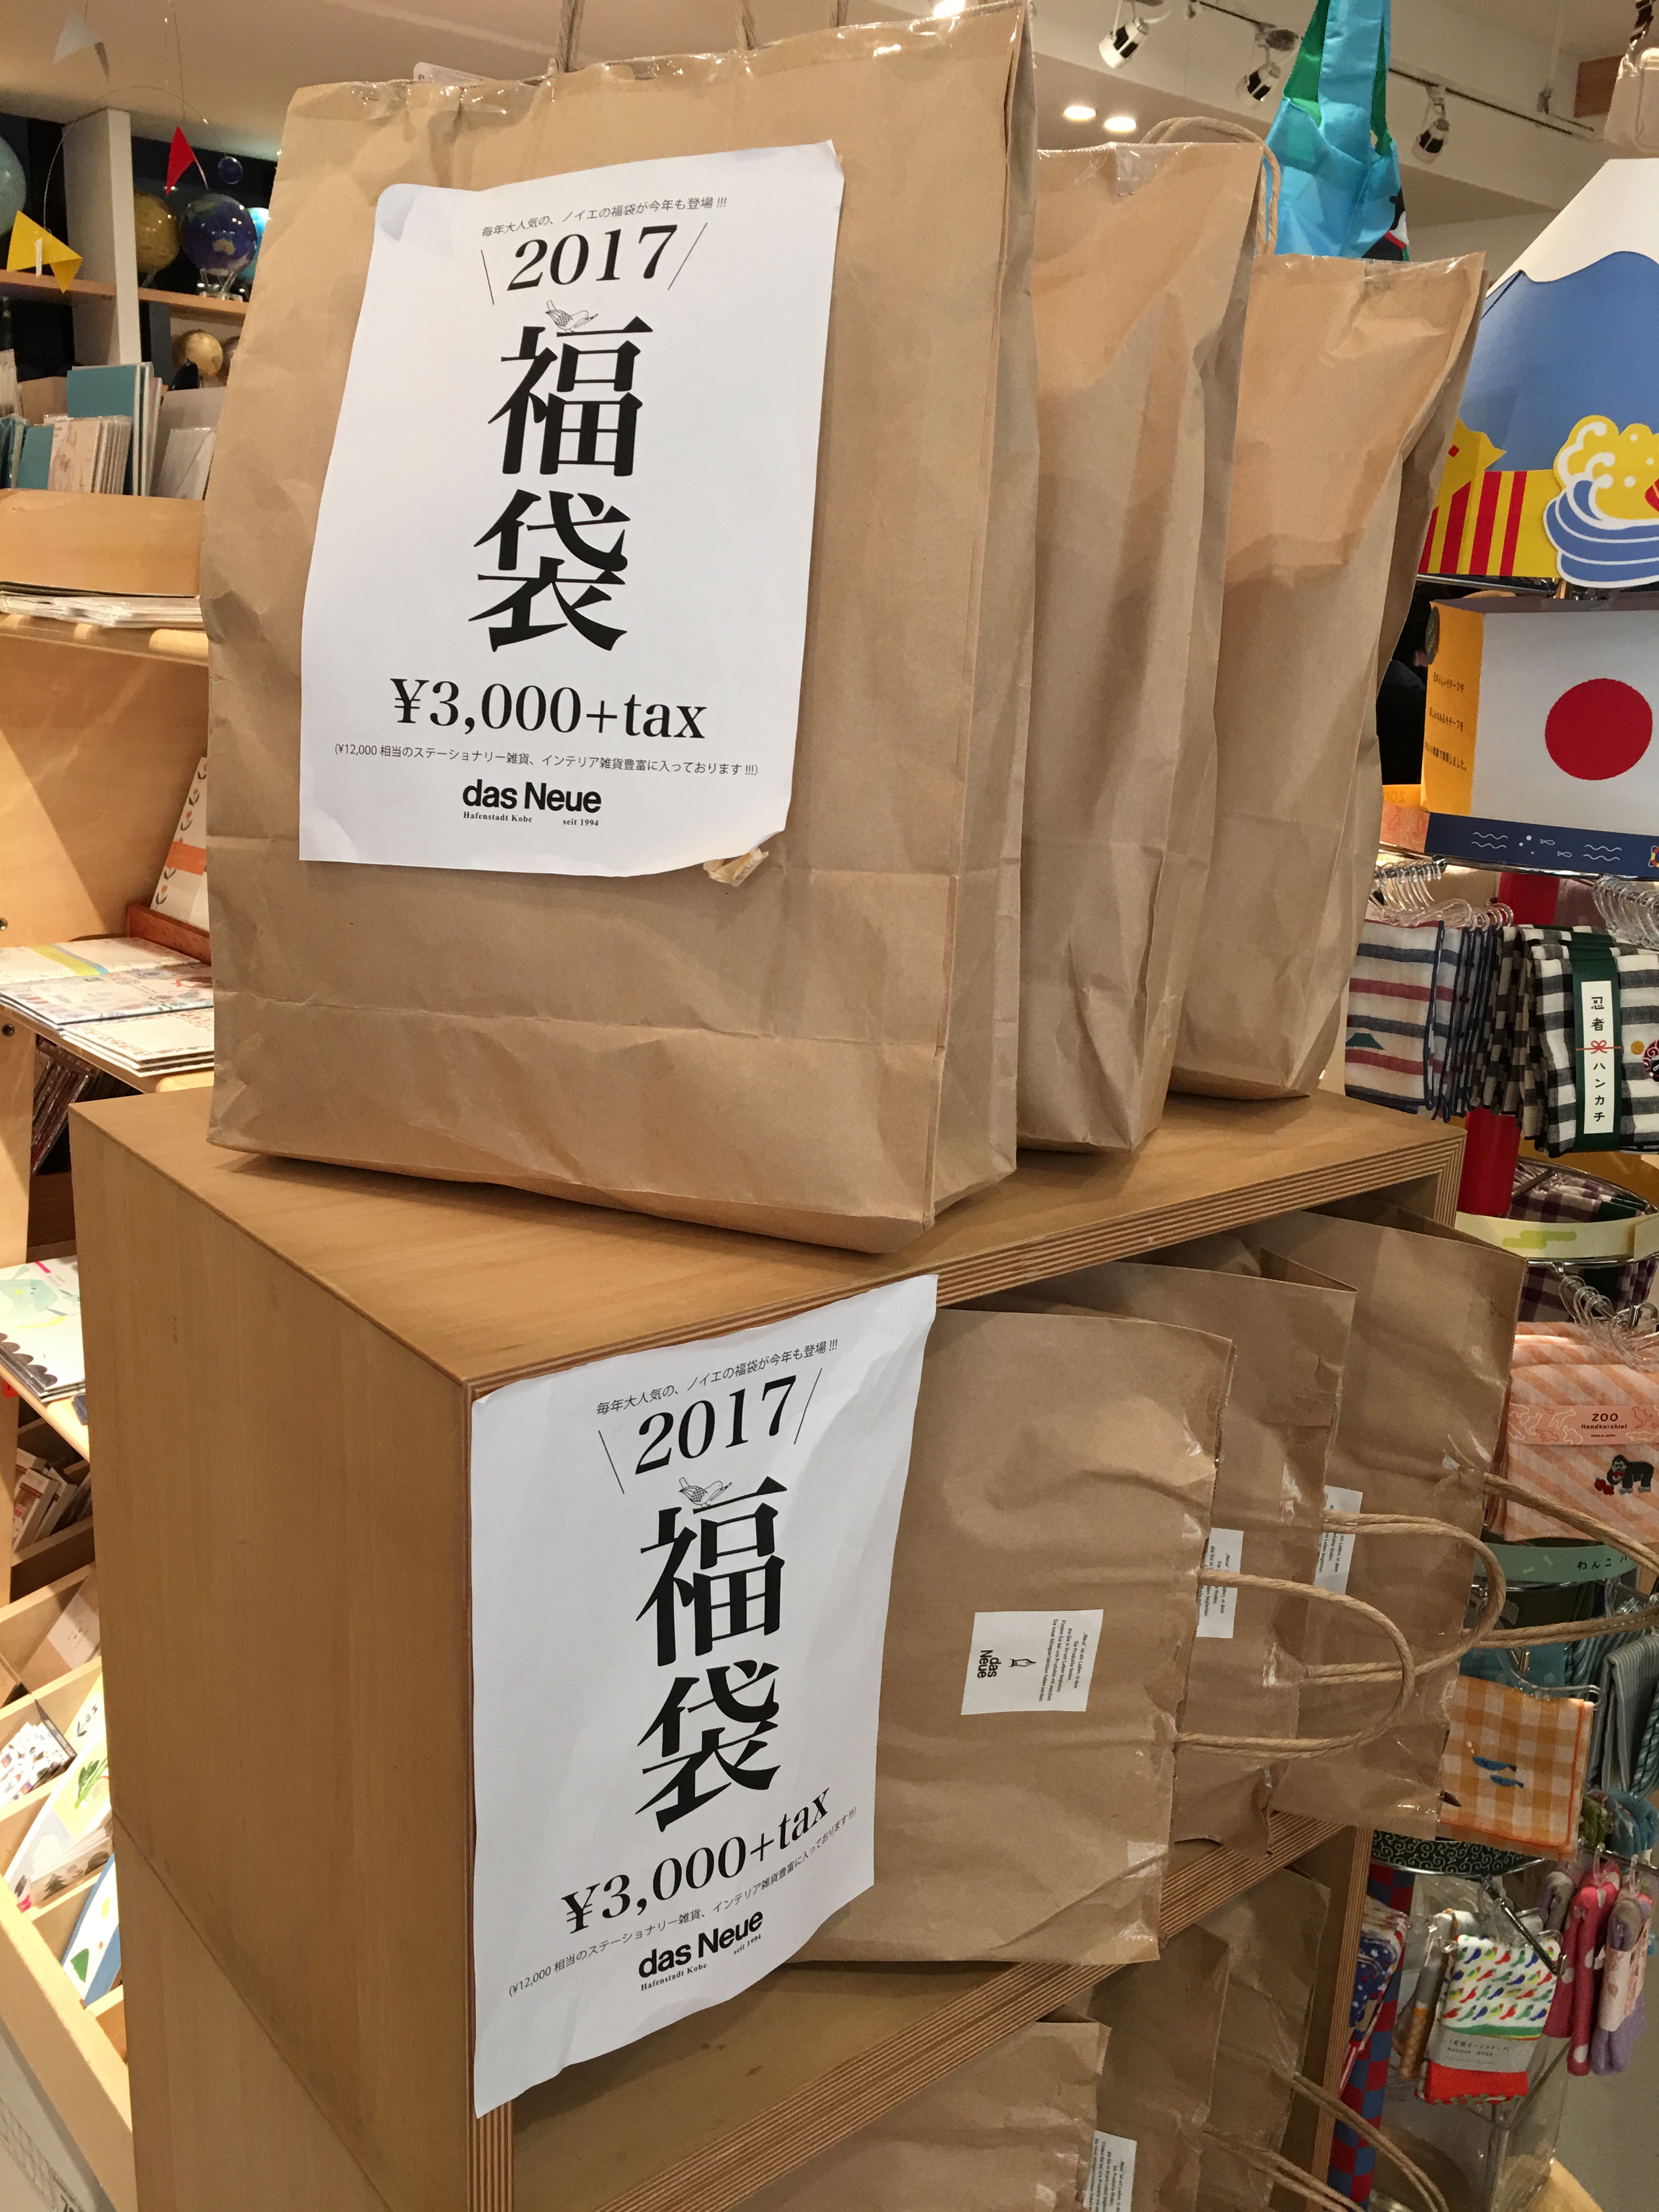 毎年大人気の、ノイエの福袋が今年も登場 !!!
2017
福
袋
¥3,000+tax
(¥12,000 相当のステーショナリー雑貨、インテリア雑貨豊富に入っております !!!)
das Neue
Hafenstadt Kobe seit 1994
毎年大人気の、ノイエの福袋が今年も登場 !!!
2017
福
袋
¥3,000+tax
(¥12,000 相当のステーショナリー雑貨、インテリア雑貨豊富に入っております !!!)
das Neue
Hafenstadt Kobe seit 1994
das
Neue
忍者ハンカチ
ZOO
Handkerchief
わんこ